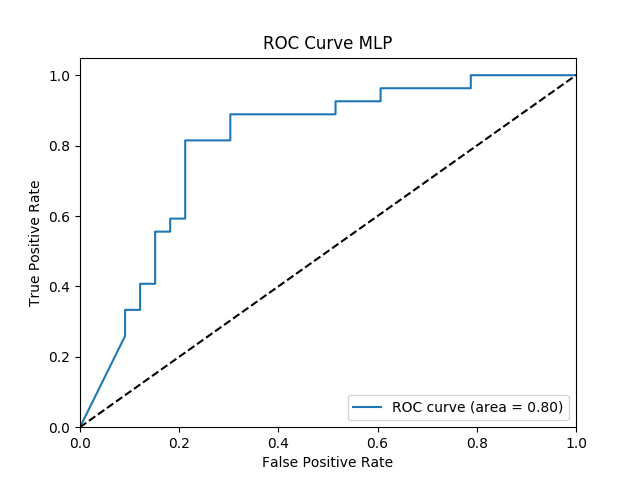 ROC Curve MLP
1.0
0.8
0.6
0.4
0.2
0.0
True Positive Rate
0.0 0.2 0.4 0.6 0.8 1.0
False Positive Rate
ROC curve (area = 0.80)